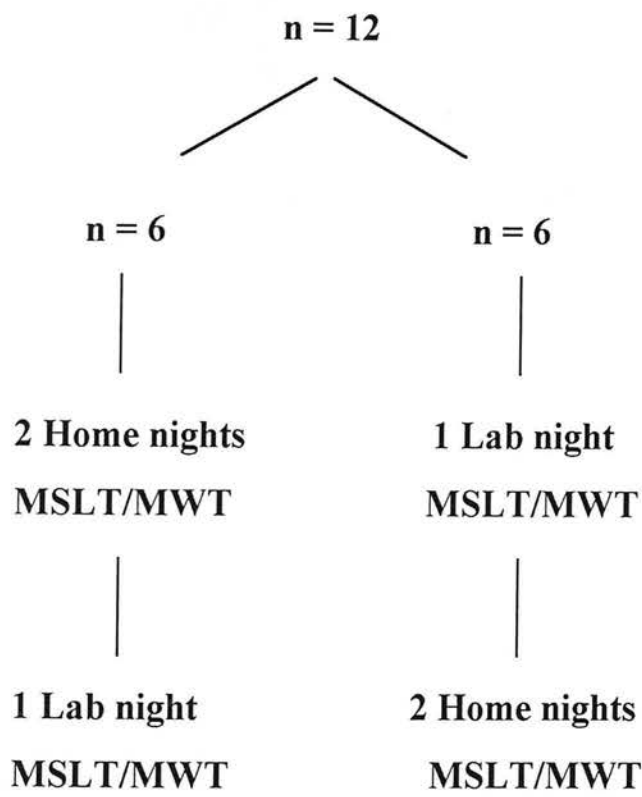 n = 12
n = 6
n = 6
2 Home nights
MSLT/MWT
1 Lab night
MSLT/MWT
1 Lab night
MSLT/MWT
2 Home nights
MSLT/MWT